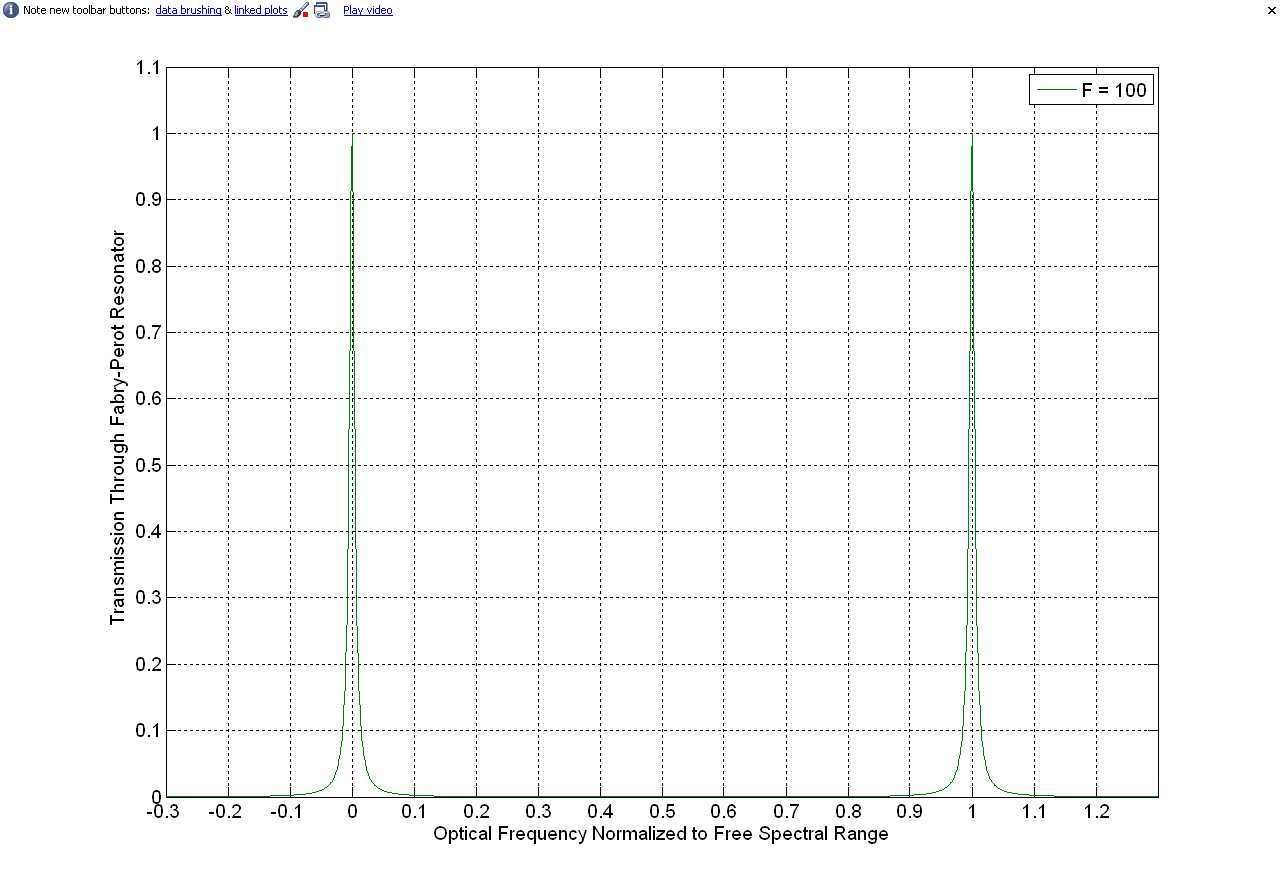 Note new toolbar buttons: data brushing & linked plots Play video
1.1
F = 100
1
0.9
0.8
0.7
0.6
0.5
0.4
0.3
0.2
0.1
0
Transmission Through Fabry-Perot Resonator
-0.3 -0.2 -0.1 0 0.1 0.2 0.3 0.4 0.5 0.6 0.7 0.8 0.9 1 1.1 1.2
Optical Frequency Normalized to Free Spectral Range